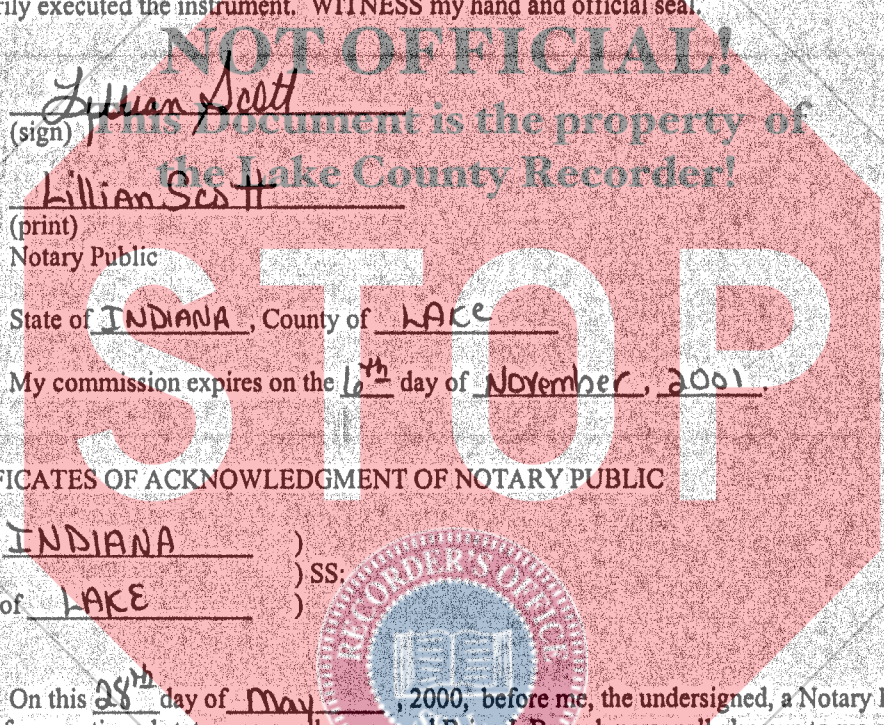 rily executed the instrument. WITNESS my hand and official seal.
NOT OFFICIAL!
Lillian Scott
This Document is the property of
(sign)
the Lake County Recorder!
Lillian Scott
(print)
Notary Public
STOP
State of INDIANA, County of LAKE
My commission expires on the 6th day of November, 2001.
FICATES OF ACKNOWLEDGMENT OF NOTARY PUBLIC
INDIANA )
) SS:
of LAKE )
RECORDER'S OFFICE
On this 28th day of May, 2000, before me, the undersigned, a Notary